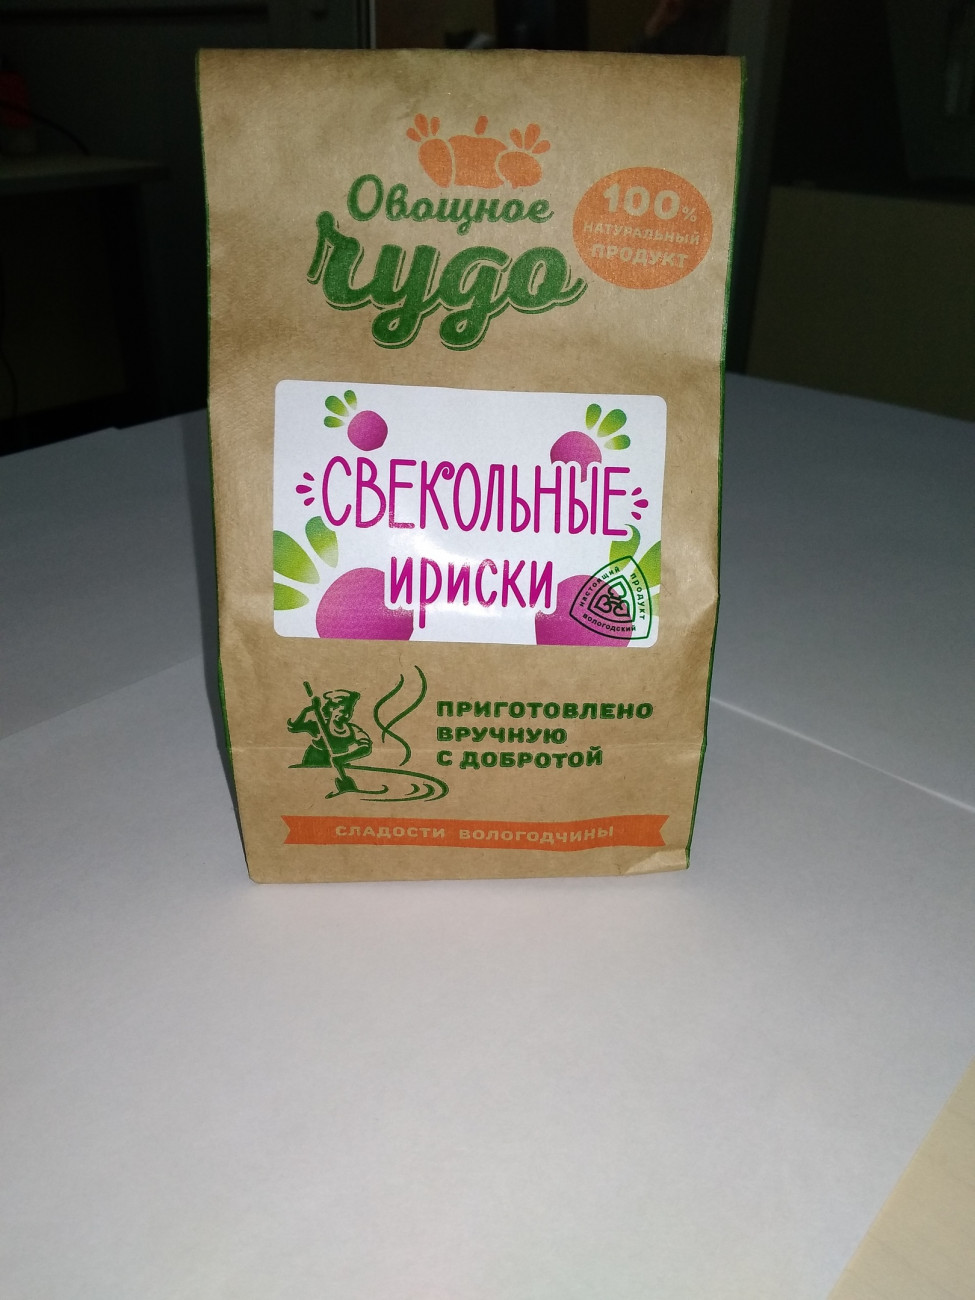 Овощное
чудо
100%
НАТУРАЛЬНЫЙ
ПРОДУКТ
СВЕКОЛЬНЫЕ
ИРИСКИ
НАСТОЯЩИЙ
ПРОДУКТ
ВОЛОГОДСКИЙ
ПРИГОТОВЛЕНО
ВРУЧНУЮ
С ДОБРОТОЙ
СЛАДОСТИ ВОЛОГОДЧИНЫ